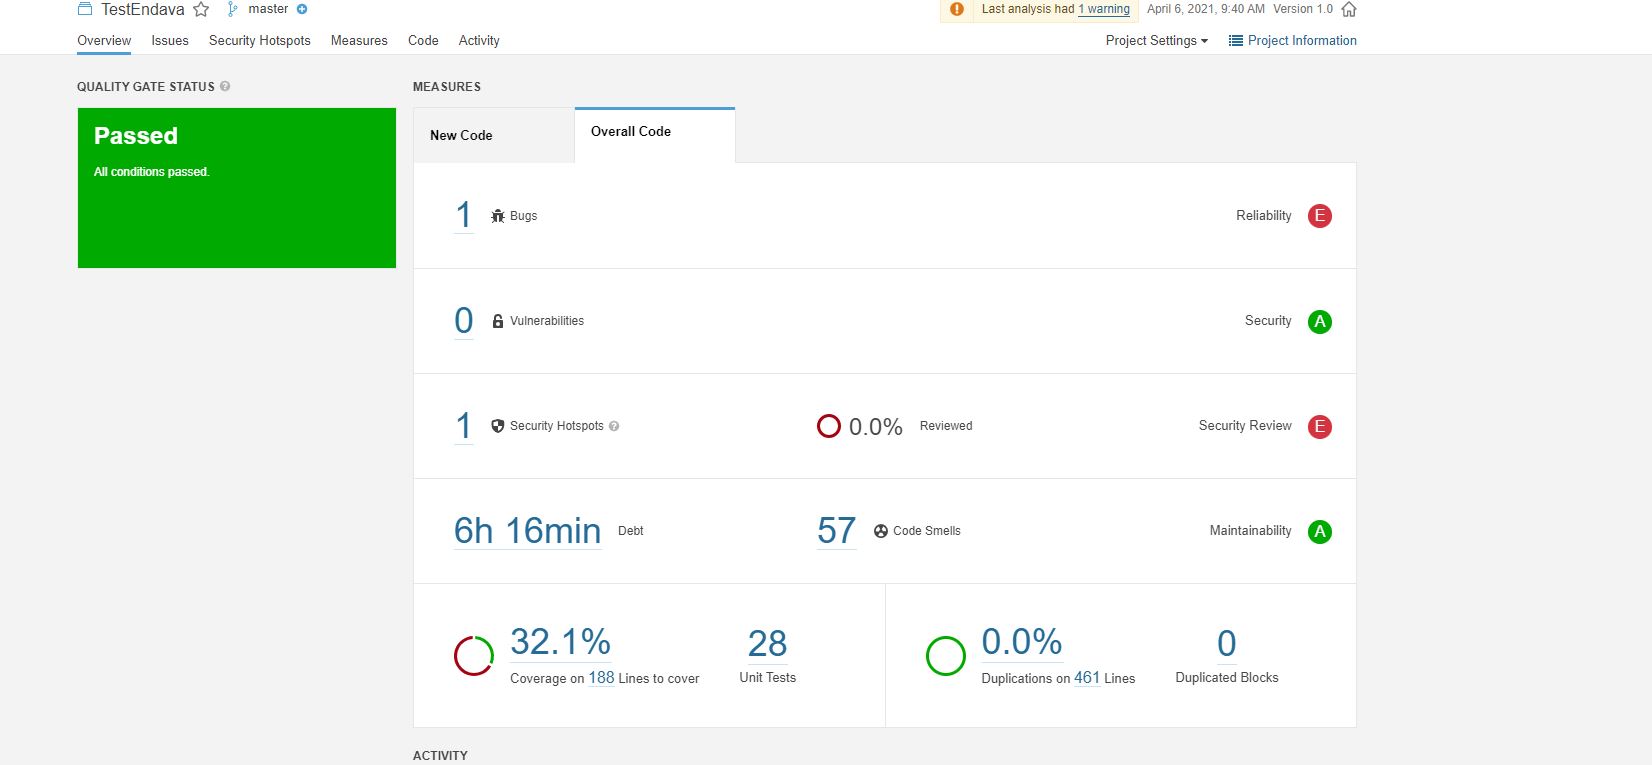 TestEndava master Last analysis had 1 warning April 6, 2021, 9:40 AM Version 1.0
Overview Issues Security Hotspots Measures Code Activity Project Settings Project Information
QUALITY GATE STATUS
Passed
All conditions passed.
MEASURES
New Code Overall Code
1 Bugs Reliability E
0 Vulnerabilities Security A
1 Security Hotspots 0.0% Reviewed Security Review E
6h 16min Debt 57 Code Smells Maintainability A
32.1% 28
Coverage on 188 Lines to cover Unit Tests
0.0% 0
Duplications on 461 Lines Duplicated Blocks
ACTIVITY